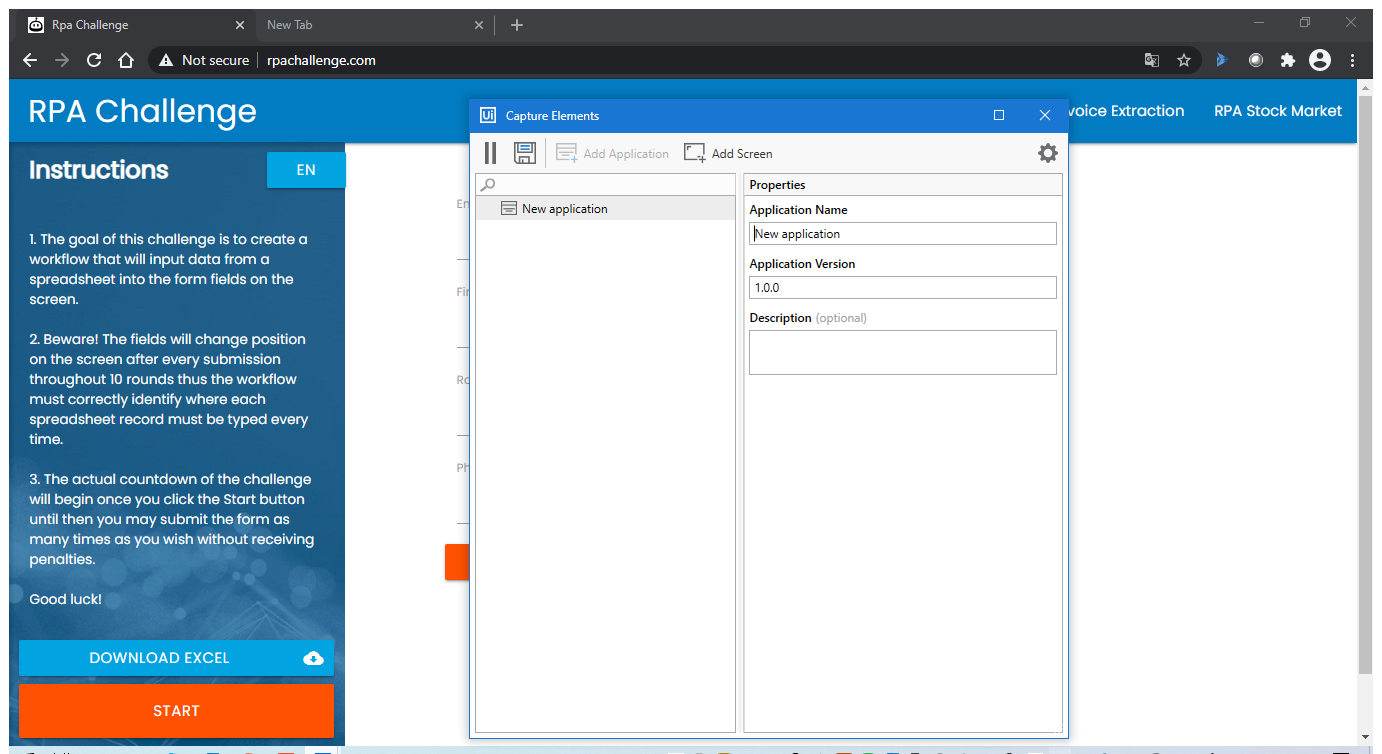 Rpa Challenge
New Tab
Not secure
rpachallenge.com
RPA Challenge
voice Extraction
RPA Stock Market
Instructions
EN
1. The goal of this challenge is to create a
workflow that will input data from a
spreadsheet into the form fields on the
screen.
2. Beware! The fields will change position
on the screen after every submission
throughout 10 rounds thus the workflow
must correctly identify where each
spreadsheet record must be typed every
time.
3. The actual countdown of the challenge
will begin once you click the Start button
until then you may submit the form as
many times as you wish without receiving
penalties.
Good luck!
DOWNLOAD EXCEL
START
Em
Fir
Ro
Ph
Ui Capture Elements
Add Application
Add Screen
New application
Properties
Application Name
New application
Application Version
1.0.0
Description (optional)